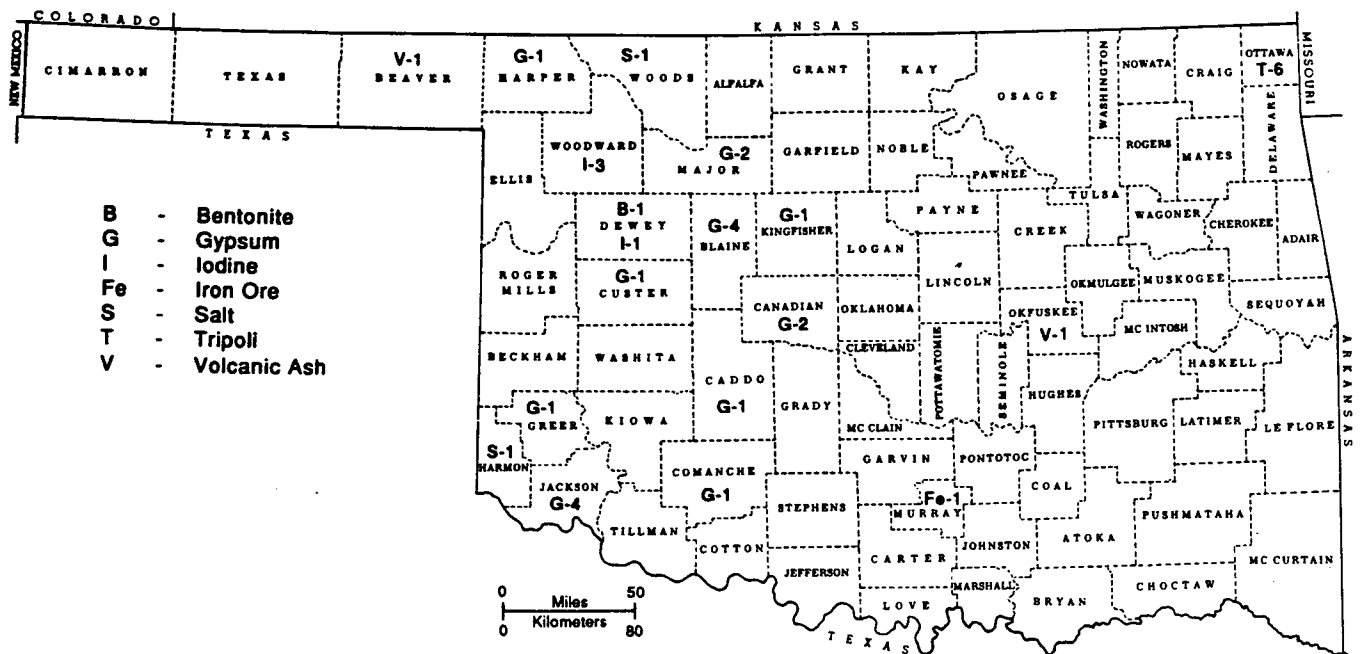 COLORADO
KANSAS
NEW MEXICO
MISSOURI
CIMARRON
TEXAS
V-1
BEAVER
G-1
HARPER
S-1
WOODS
ALFALFA
GRANT
KAY
OSAGE
WASHINGTON
NOWATA
CRAIG
OTTAWA
T-6
TEXAS
ELLIS
WOODWARD
I-3
G-2
MAJOR
GARFIELD
NOBLE
PAWNEE
ROGERS
MAYES
DELAWARE
TULSA
B - Bentonite
G - Gypsum
I - Iodine
Fe - Iron Ore
S - Salt
T - Tripoli
V - Volcanic Ash
B-1
DEWEY
I-1
G-4
BLAINE
G-1
KINGFISHER
LOGAN
PAYNE
CREEK
WAGONER
CHEROKEE
ADAIR
ROGER
MILLS
G-1
CUSTER
CANADIAN
G-2
OKLAHOMA
LINCOLN
OKMULGEE
MUSKOGEE
SEQUOYAH
OKFUSKEE
V-1
MC INTOSH
BECKHAM
WASHITA
CADDO
G-1
GRADY
CLEVELAND
POTTAWATOMIE
SEMINOLE
HUGHES
HASKELL
ARKANSAS
G-1
GREER
KIOWA
MC CLAIN
PITTSBURG
LATIMER
LE FLORE
S-1
HARMON
JACKSON
G-4
COMANCHE
G-1
GARVIN
PONTOTOC
COAL
Fe-1
MURRAY
TILLMAN
STEPHENS
COTTON
CARTER
JOHNSTON
ATOKA
PUSHMATAHA
MC CURTAIN
JEFFERSON
MARSHALL
LOVE
BRYAN
CHOCTAW
TEXAS
0 50
Miles
Kilometers
0 80